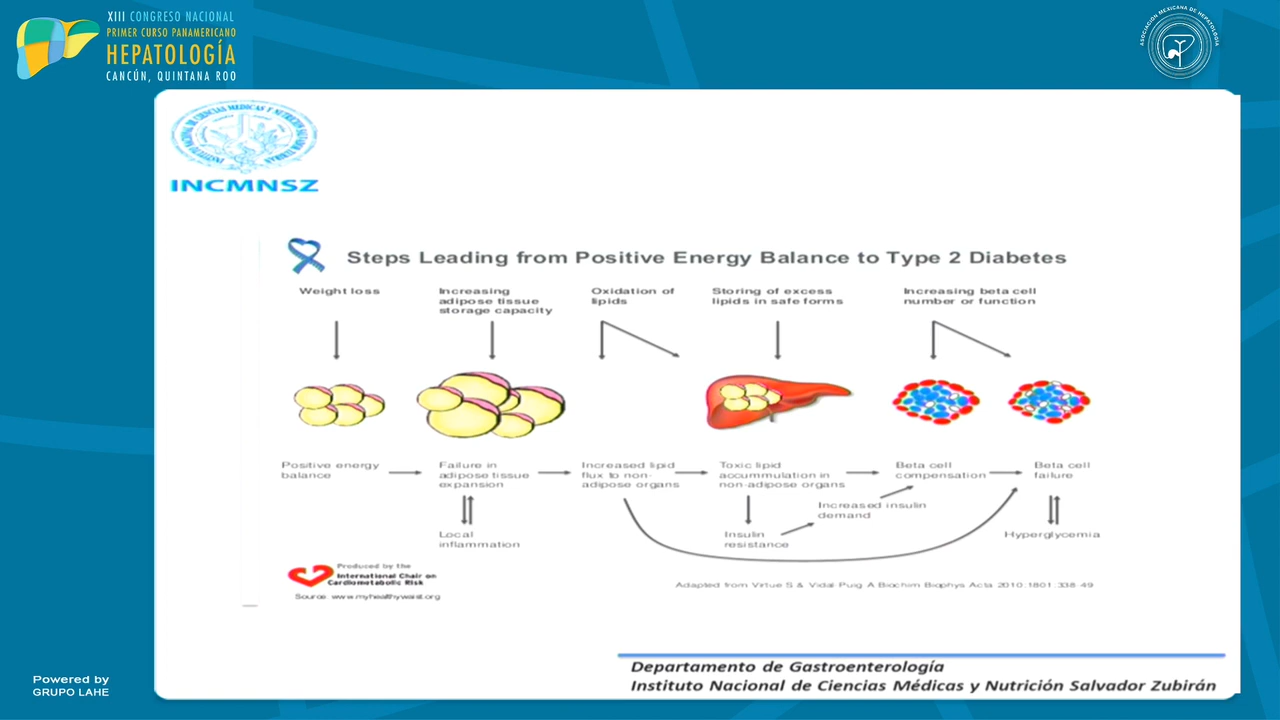 XIII CONGRESO NACIONAL
PRIMER CURSO PANAMERICANO
HEPATOLOGÍA
CANCÚN, QUINTANA ROO
ASOCIACIÓN MEXICANA DE HEPATOLOGÍA
INCMNSZ
Steps Leading from Positive Energy Balance to Type 2 Diabetes
Weight loss
Increasing
adipose tissue
storage capacity
Oxidation of
lipids
Storing of excess
lipids in safe forms
Increasing beta cell
number or function
Positive energy
balance
Failure in
adipose tissue
expansion
Increased lipid
flux to non-
adipose organs
Toxic lipid
accummulation in
non-adipose organs
Beta cell
compensation
Beta cell
failure
Increased insulin
demand
Local
inflammation
Insulin
resistance
Hyperglycemia
Produced by the
International Chair on
Cardiometabolic Risk
Source: www.myhealthywaist.org
Adapted from Virtue S & Vidal-Puig A Biochim Biophys Acta 2010;1801:338-49
Departamento de Gastroenterología
Instituto Nacional de Ciencias Médicas y Nutrición Salvador Zubirán
Powered by
GRUPO LAHE